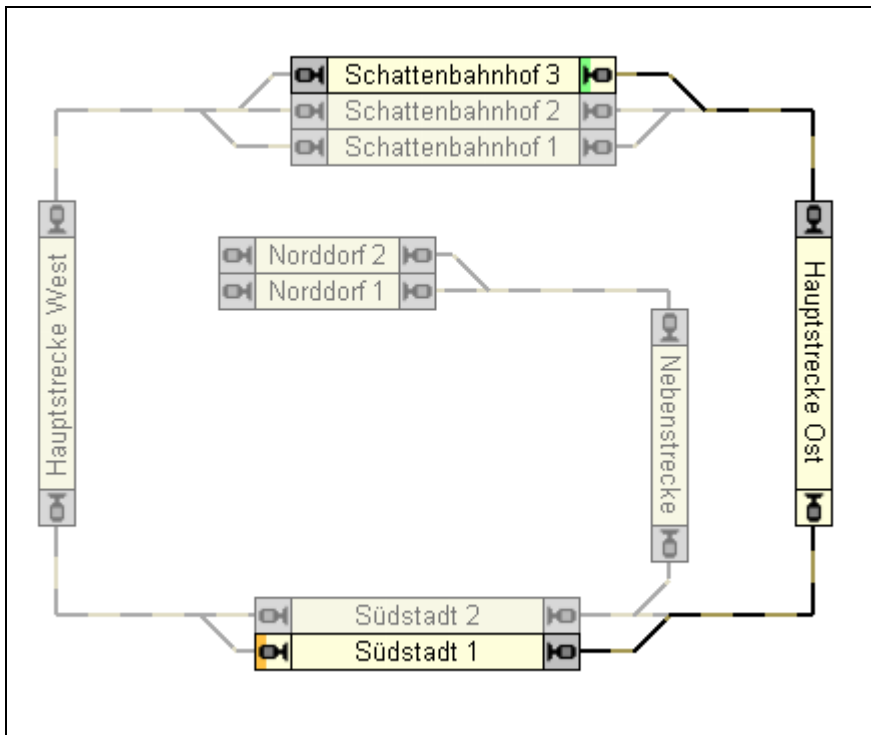 Schattenbahnhof 3
Schattenbahnhof 2
Schattenbahnhof 1
Hauptstrecke West
Norddorf 2
Norddorf 1
Nebenstrecke
Hauptstrecke Ost
Südstadt 2
Südstadt 1